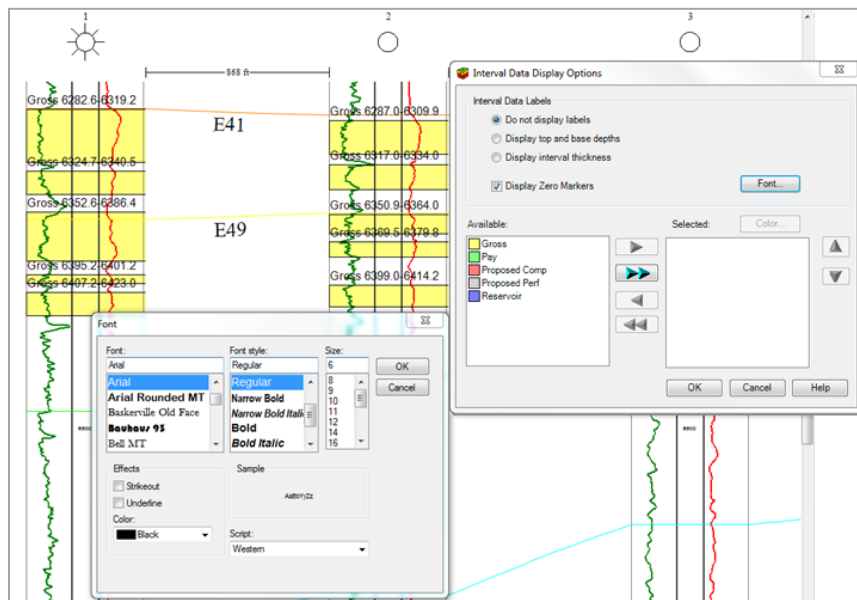 1
2
3
868 ft
Gross 6282.6-6319.2
Gross 6324.7-6340.5
Gross 6352.6-6386.4
Gross 6395.2-6401.2
Gross 6407.2-6423.0
E41
E49
Gross 6287.0-6309.9
Gross 6317.0-6334.0
Gross 6350.9-6364.0
Gross 6369.5-6379.8
Gross 6399.0-6414.2
Interval Data Display Options
Interval Data Labels
Do not display labels
Display top and base depths
Display interval thickness
Display Zero Markers
Font...
Available:
Selected:
Color...
Gross
Pay
Proposed Comp
Proposed Perf
Reservoir
OK
Cancel
Help
Font
Font:
Font style:
Size:
Arial
Regular
6
OK
Cancel
Arial
Arial Rounded MT
Baskerville Old Face
Bauhaus 93
Bell MT
Regular
Narrow Bold
Narrow Bold Itali
Bold
Bold Italic
8
9
10
11
12
14
16
Effects
Strikeout
Underline
Color:
Black
Sample
AaBbYyZz
Script:
Western